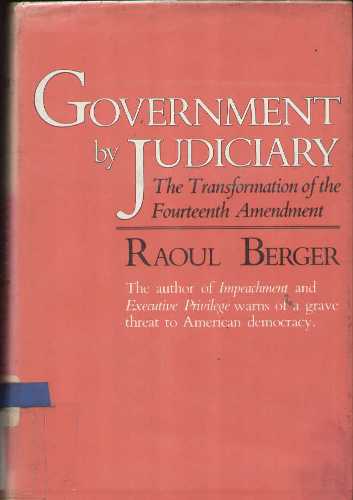 GOVERNMENT
by JUDICIARY
The Transformation of the
Fourteenth Amendment
RAOUL BERGER
The author of Impeachment and
Executive Privilege warns of a grave
threat to American democracy.